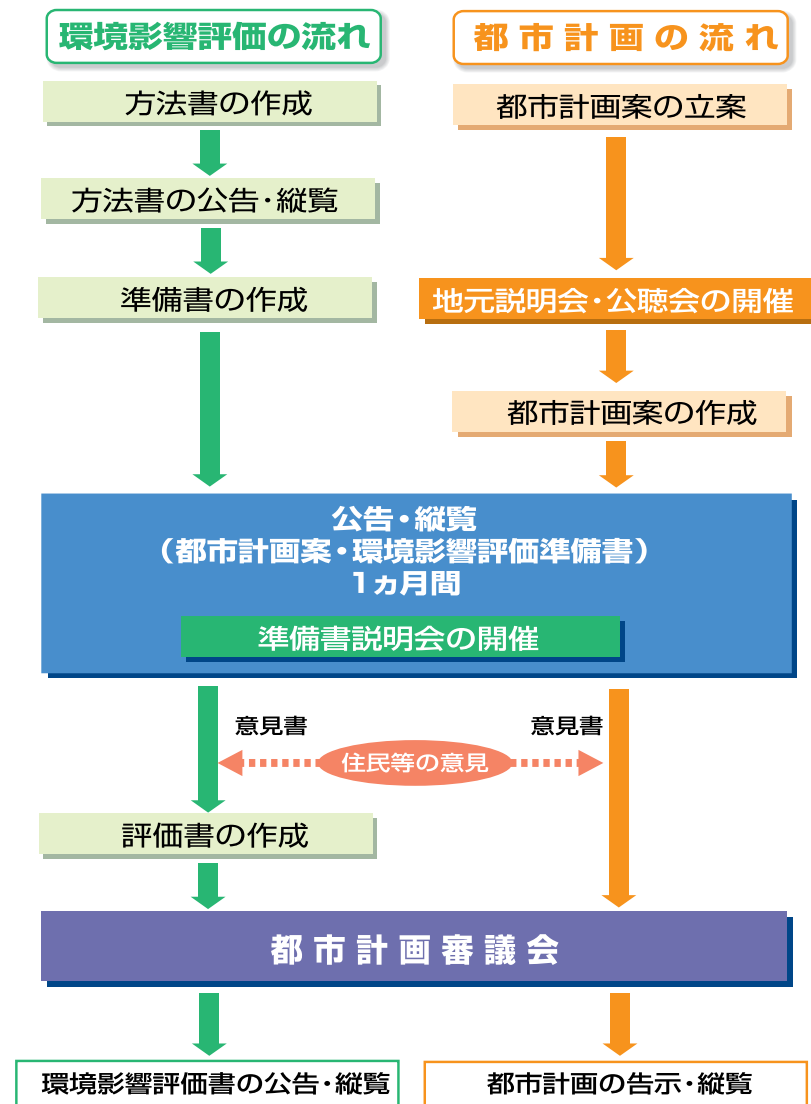 環境影響評価の流れ
都市計画の流れ
方法書の作成
都市計画案の立案
方法書の公告・縦覧
準備書の作成
地元説明会・公聴会の開催
都市計画案の作成
公告・縦覧
（都市計画案・環境影響評価準備書）
1ヵ月間
準備書説明会の開催
意見書
意見書
住民等の意見
評価書の作成
都市計画審議会
環境影響評価書の公告・縦覧
都市計画の告示・縦覧